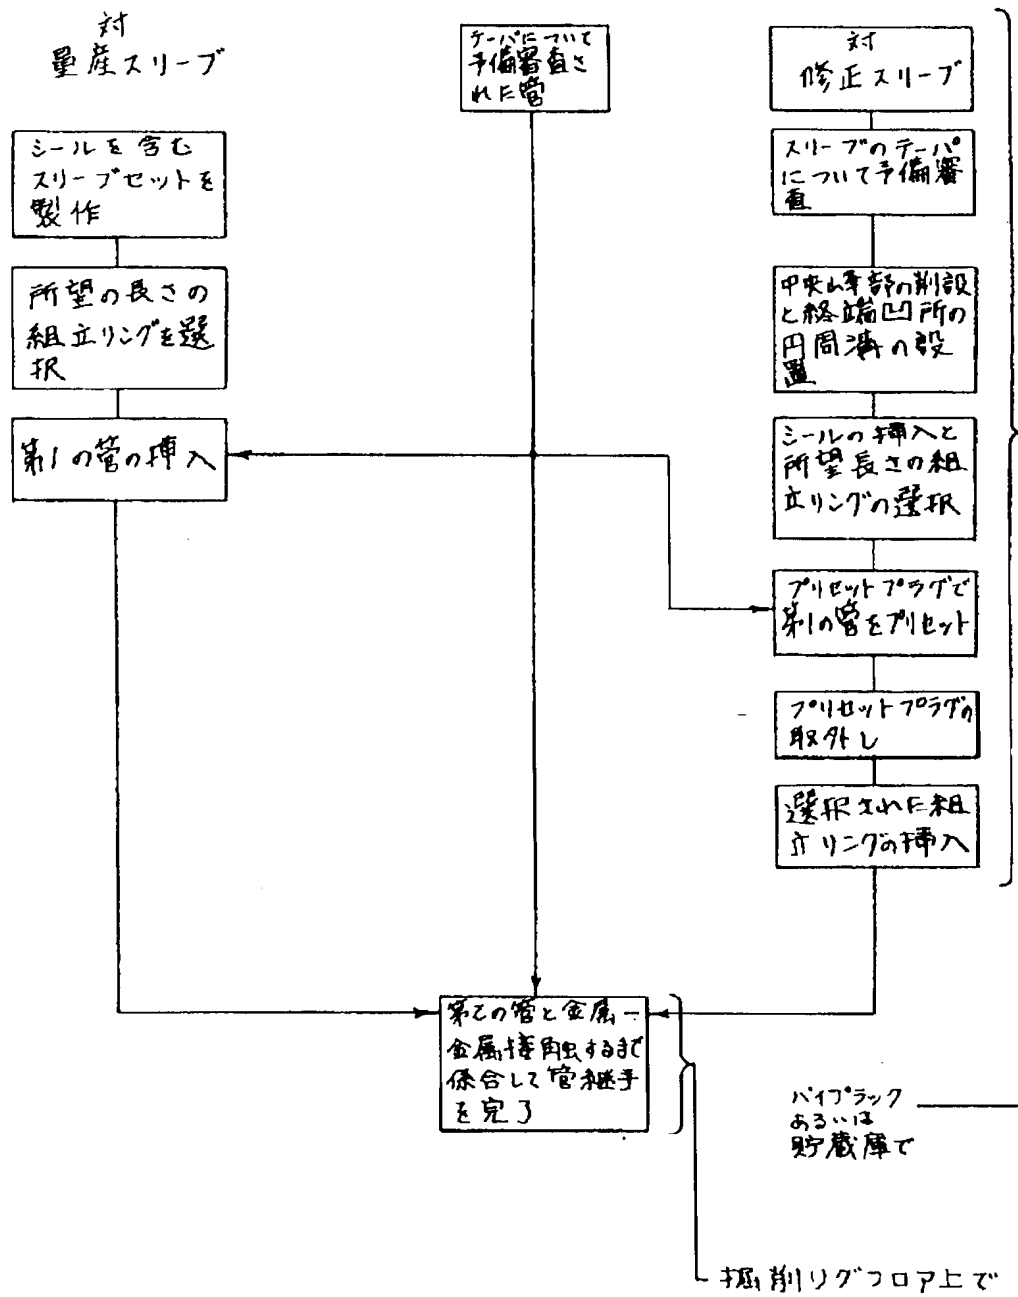 対
量産スリーブ
シールを含む
スリーブセットを
製作
所望の長さの
組立リングを選
択
第1の管の挿入
テーパについて
予備審査さ
れた管
対
修正スリーブ
スリーブのテーパ
について予備審
査
中央山形部の削設
と終端凹所の
円周溝の設
置
シールの挿入と
所望長さの組
立リングの選択
プリセットプラグで
第1の管をプリセット
プリセットプラグの
取外し
選択された組
立リングの挿入
第2の管と金属-
金属接触するまで
係合して管継手
を完了
パイプラック
あるいは
貯蔵庫で
掘削リグフロア上で